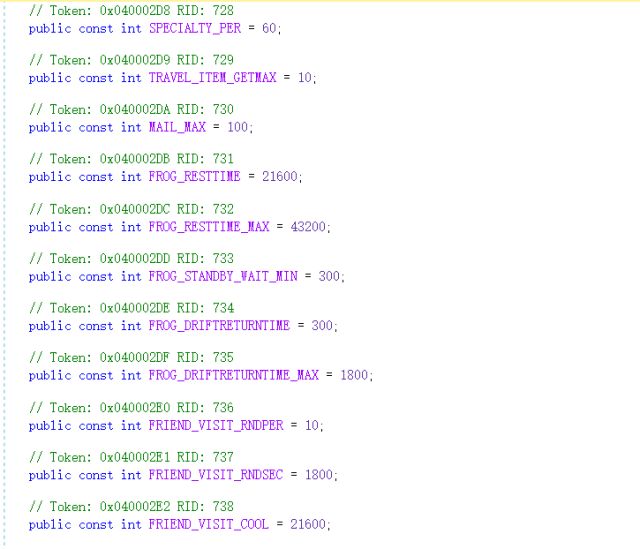 // Token: 0x040002D8 RID: 728
public const int SPECIALTY_PER = 60;
// Token: 0x040002D9 RID: 729
public const int TRAVEL_ITEM_GETMAX = 10;
// Token: 0x040002DA RID: 730
public const int MAIL_MAX = 100;
// Token: 0x040002DB RID: 731
public const int FROG_RESTTIME = 21600;
// Token: 0x040002DC RID: 732
public const int FROG_RESTTIME_MAX = 43200;
// Token: 0x040002DD RID: 733
public const int FROG_STANDBY_WAIT_MIN = 300;
// Token: 0x040002DE RID: 734
public const int FROG_DRIFTRETURNTIME = 300;
// Token: 0x040002DF RID: 735
public const int FROG_DRIFTRETURNTIME_MAX = 1800;
// Token: 0x040002E0 RID: 736
public const int FRIEND_VISIT_RNDPER = 10;
// Token: 0x040002E1 RID: 737
public const int FRIEND_VISIT_RNDSEC = 1800;
// Token: 0x040002E2 RID: 738
public const int FRIEND_VISIT_COOL = 21600;